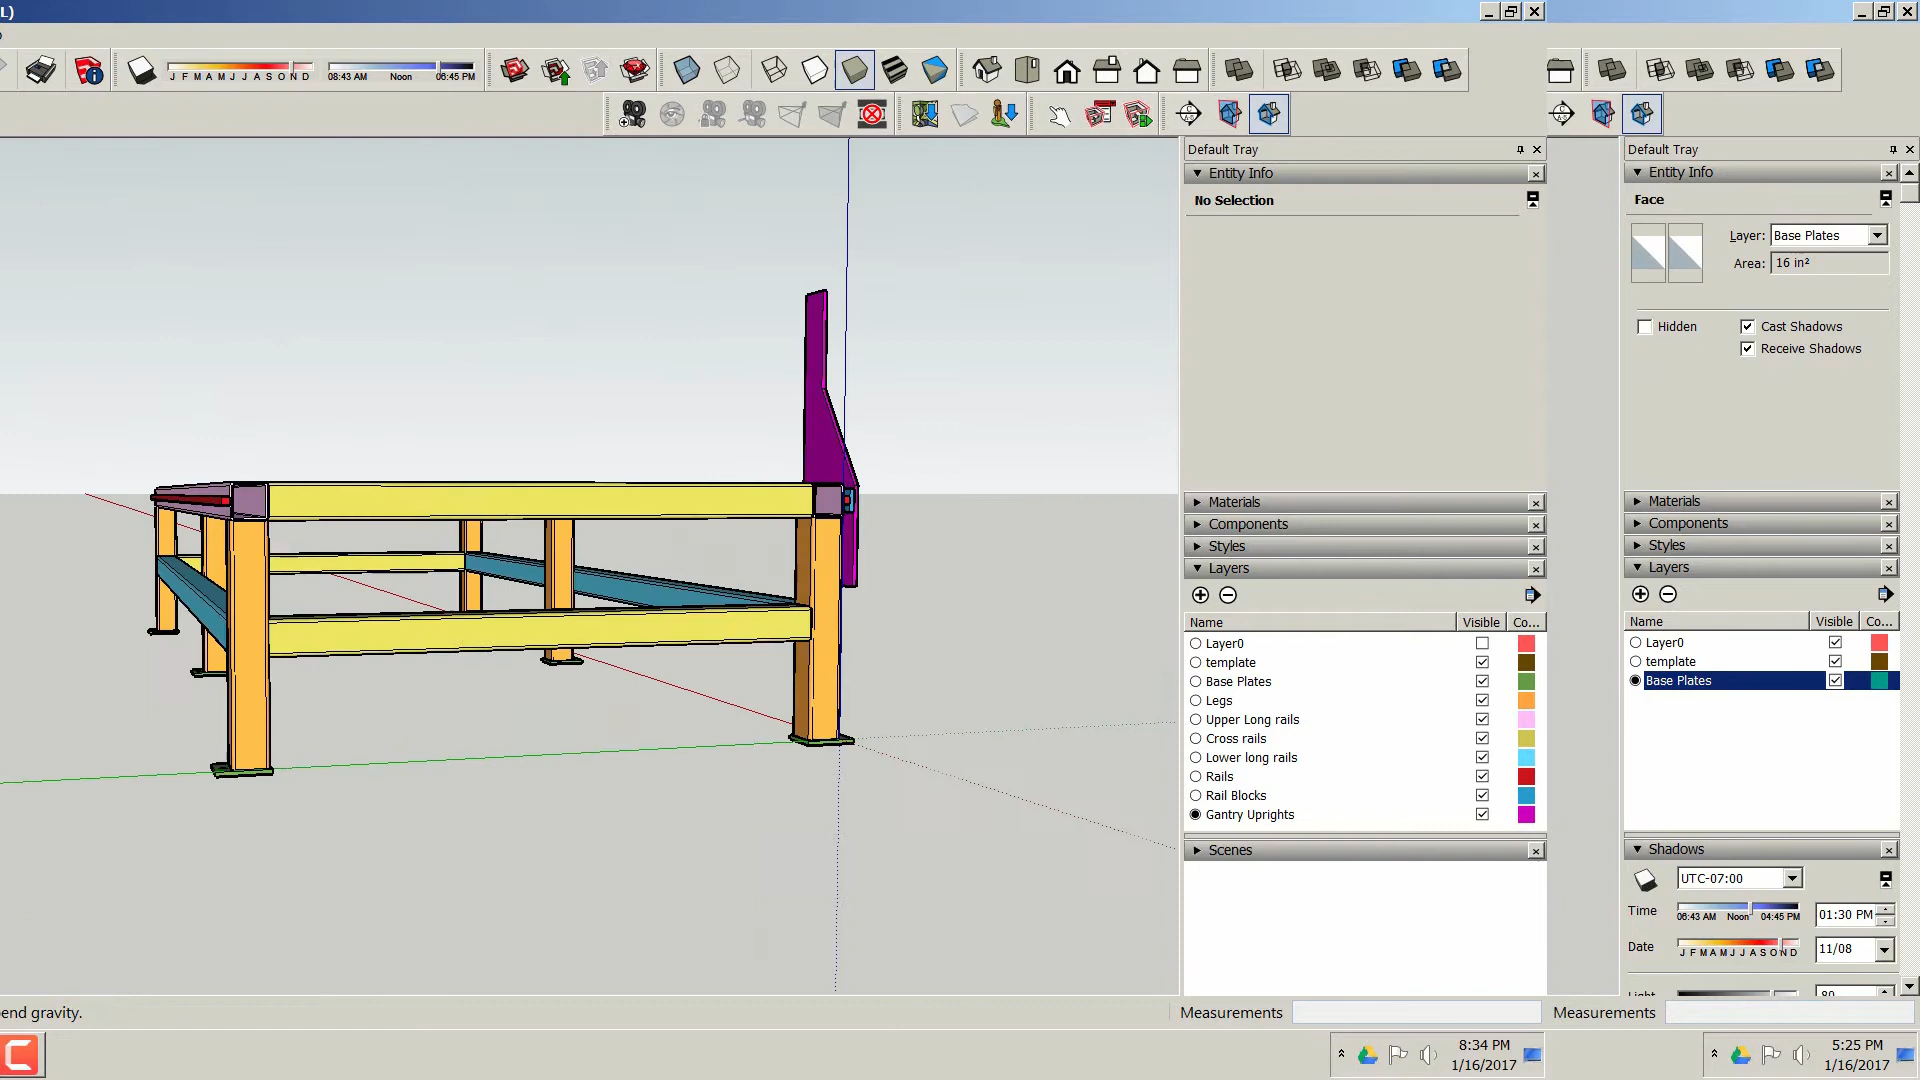 L)
J F M A M J J A S O N D
08:43 AM Noon 06:45 PM
Default Tray
Entity Info
No Selection
Materials
Components
Styles
Layers
Name Visible Co...
Layer0
template
Base Plates
Legs
Upper Long rails
Cross rails
Lower long rails
Rails
Rail Blocks
Gantry Uprights
Scenes
Default Tray
Entity Info
Face
Layer: Base Plates
Area: 16 in²
Hidden
Cast Shadows
Receive Shadows
Materials
Components
Styles
Layers
Name Visible Co...
Layer0
template
Base Plates
Shadows
UTC-07:00
Time
06:43 AM Noon 04:45 PM
01:30 PM
Date
J F M A M J J A S O N D
11/08
Light
80
end gravity.
Measurements
Measurements
8:34 PM
1/16/2017
5:25 PM
1/16/2017